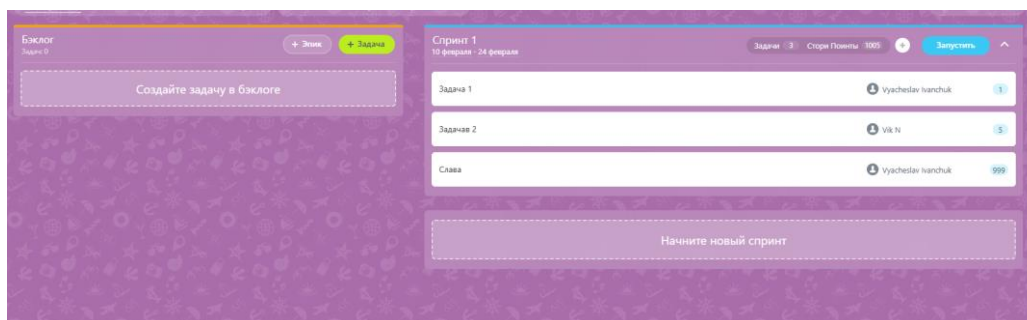 Бэклог
Задач 0
+ Эпик
+ Задача
Создайте задачу в бэклоге
Спринт 1
10 февраля - 24 февраля
Задачи 3 Стори Поинты 1005 + Запустить
Задача 1 Vyacheslav Ivanchuk 1
Задачав 2 Vik N 5
Слава Vyacheslav Ivanchuk 999
Начните новый спринт